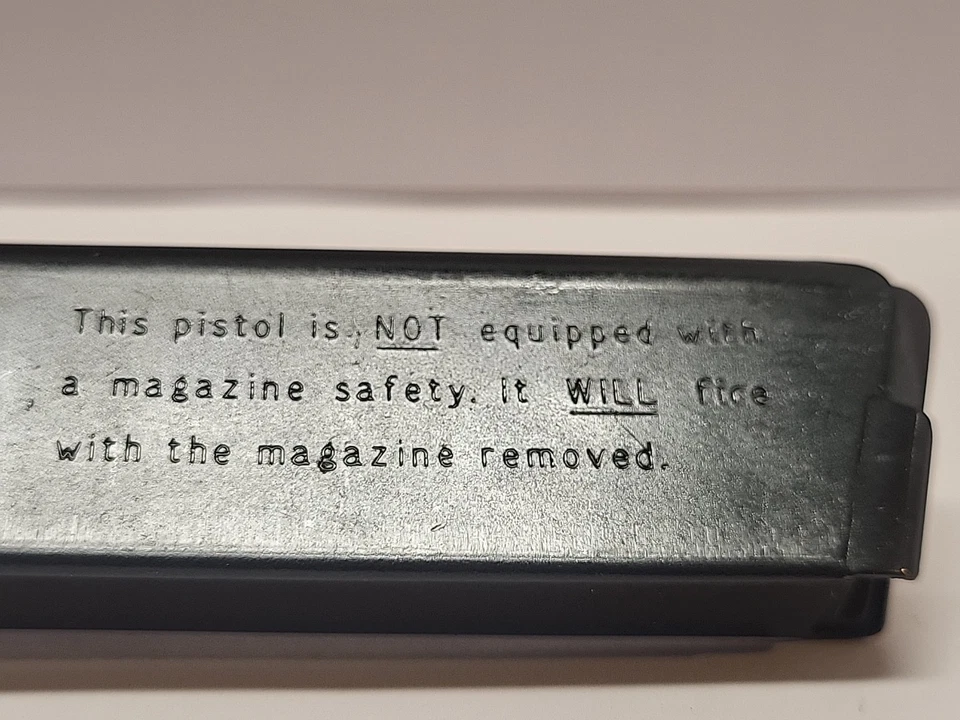 This pistol is NOT equipped with
a magazine safety. It WILL fire
with the magazine removed.